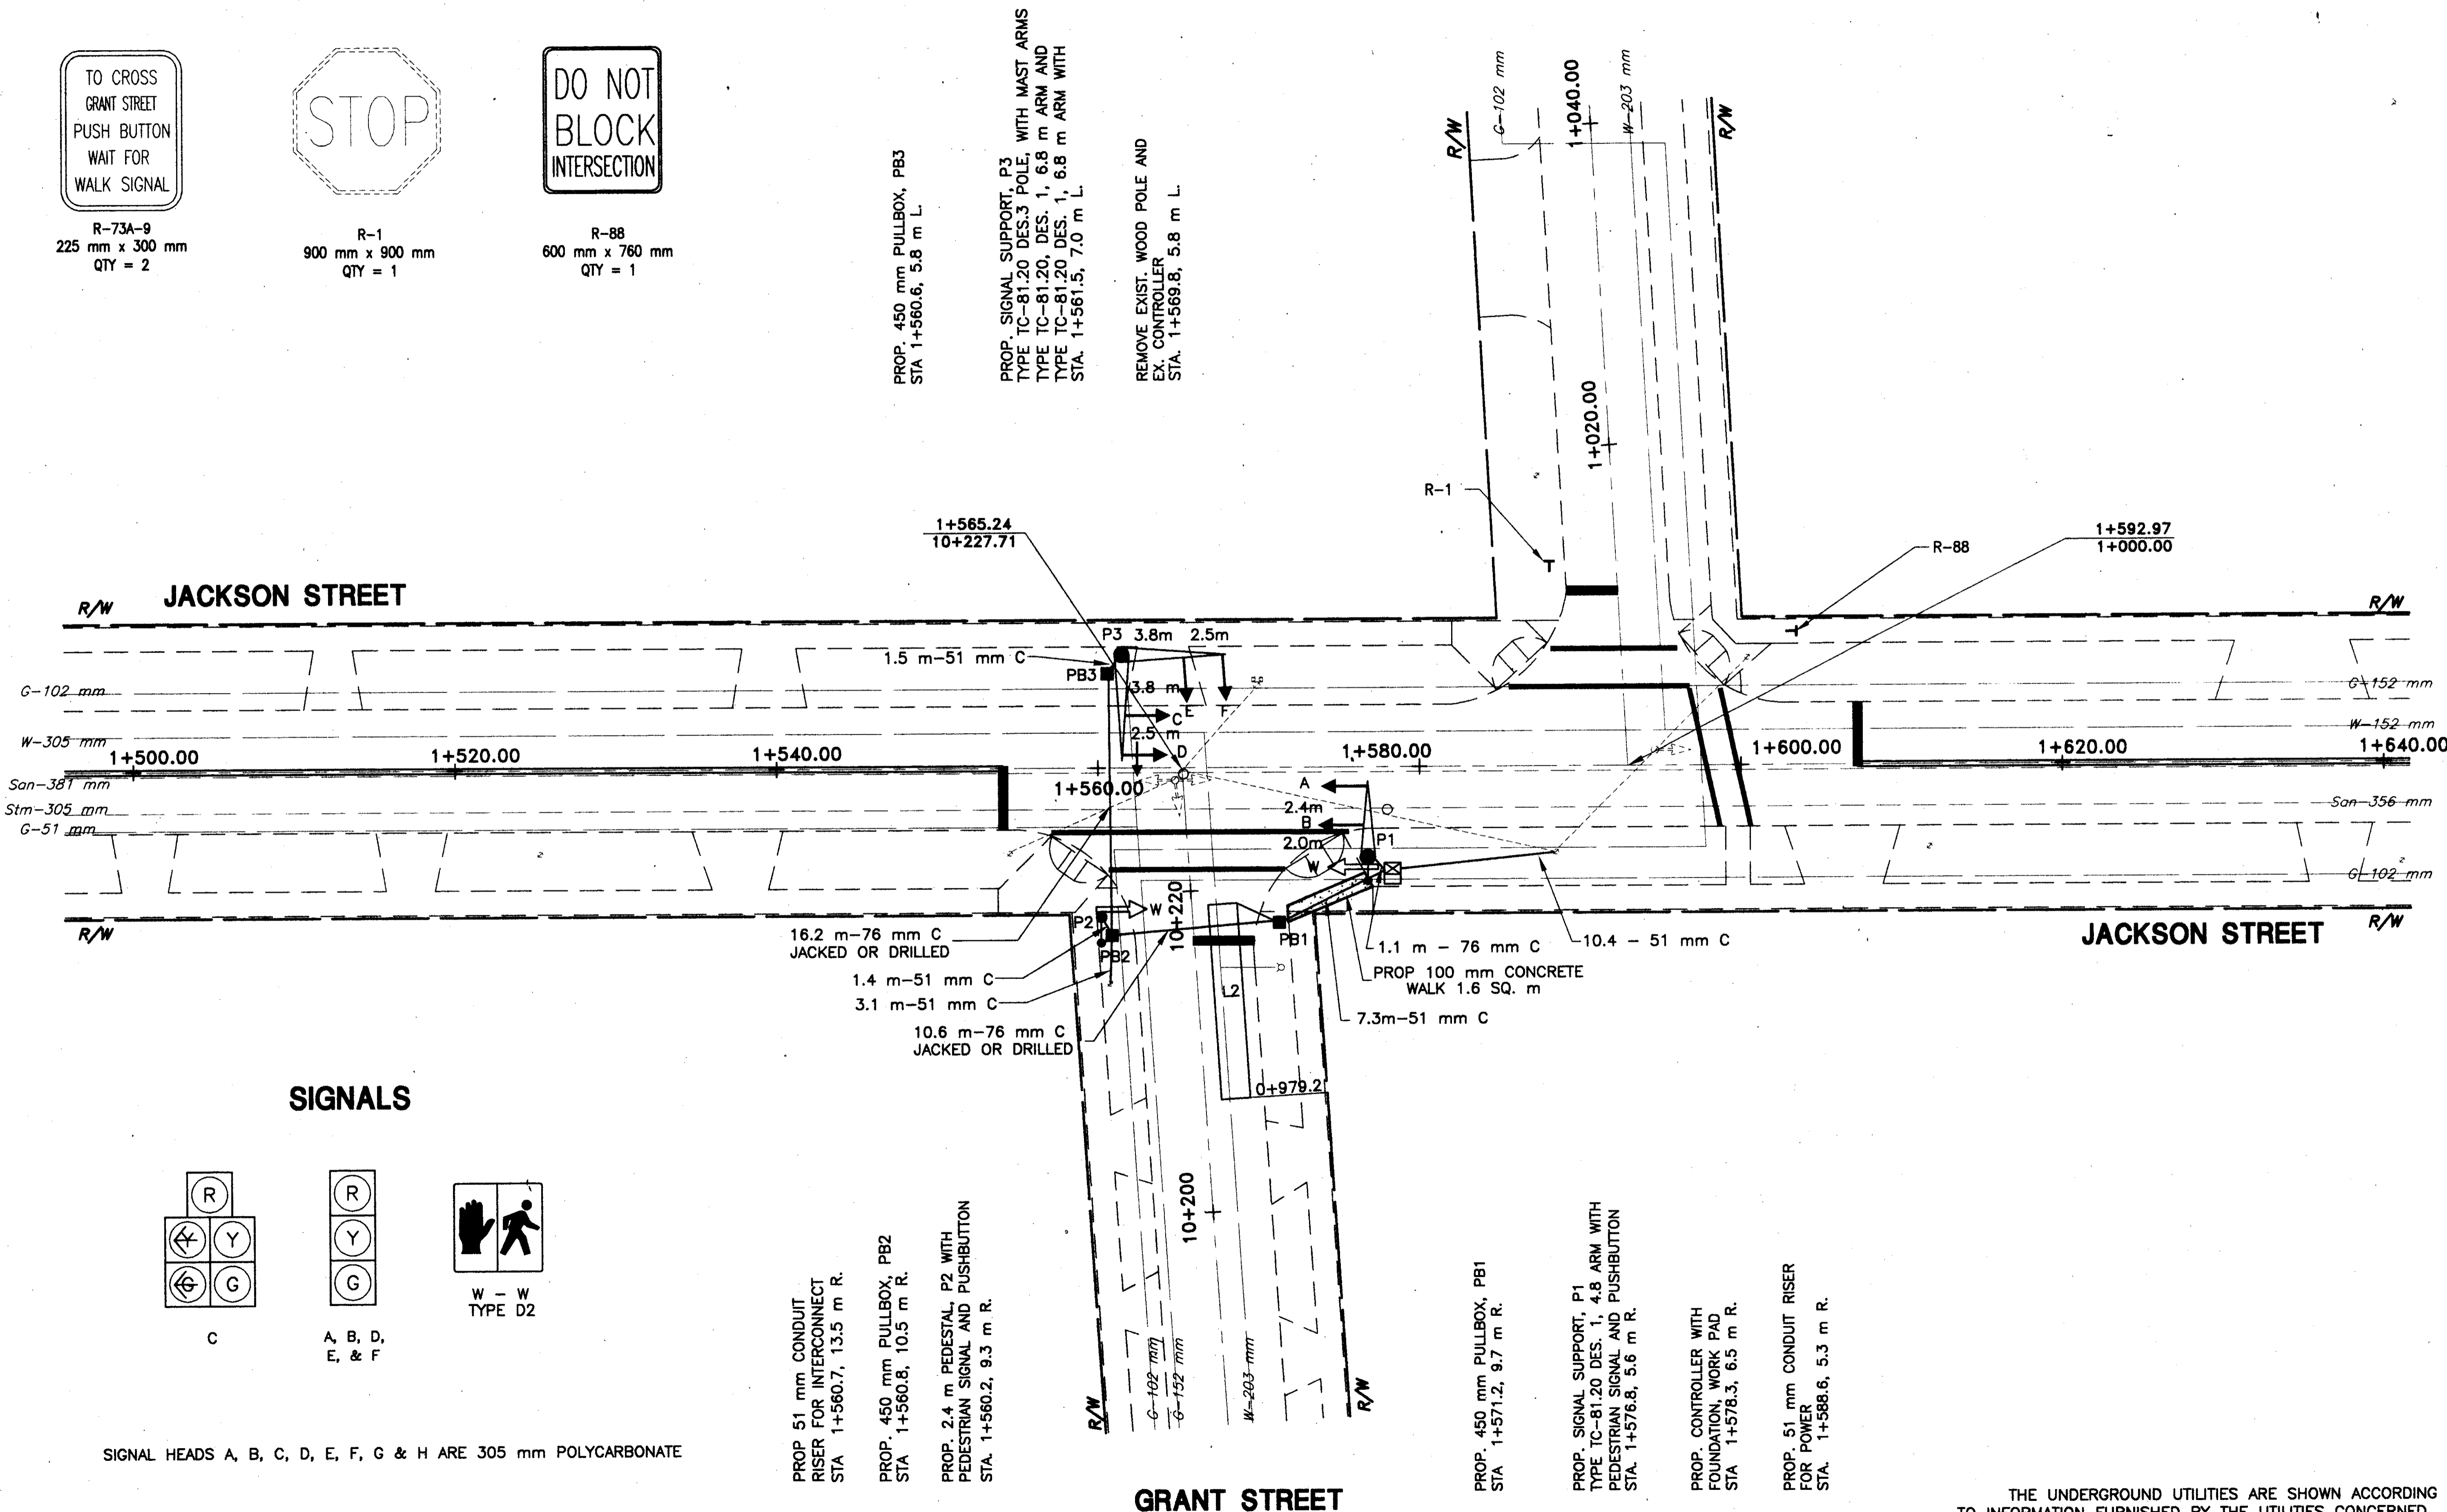 TO CROSS
GRANT STREET
PUSH BUTTON
WAIT FOR
WALK SIGNAL
R-73A-9
225 mm x 300 mm
QTY = 2
STOP
R-1
900 mm x 900 mm
QTY = 1
DO NOT
BLOCK
INTERSECTION
R-88
600 mm x 760 mm
QTY = 1
PROP. 450 mm PULLBOX, PB3
STA 1+560.6, 5.8 m L.
PROP. SIGNAL SUPPORT, P3
TYPE TC-81.20 DES.3 POLE, WITH MAST ARMS
TYPE TC-81.20, DES. 1, 6.8 m ARM AND
TYPE TC-81.20 DES. 1, 6.8 m ARM WITH
STA. 1+561.5, 7.0 m L.
REMOVE EXIST. WOOD POLE AND
EX. CONTROLLER
STA. 1+569.8, 5.8 m L.
R/W
G-102 mm
1+040.00
W-203 mm
R/W
1+020.00
R-1
1+565.24
10+227.71
R-88
1+592.97
1+000.00
JACKSON STREET
R/W
R/W
P3 3.8m 2.5m
1.5 m-51 mm C
PB3
3.8 m
E
F
C
2.5 m
D
G-102 mm
G-152 mm
W-305 mm
W-152 mm
1+500.00
1+520.00
1+540.00
1+560.00
1+580.00
1+600.00
1+620.00
1+640.00
San-381 mm
Stm-305 mm
G-51 mm
San-356 mm
G-102 mm
A
2.4m
B
2.0m
P1
W
P2
W
PB2
10+220
PB1
R/W
JACKSON STREET
R/W
16.2 m-76 mm C
JACKED OR DRILLED
1.4 m-51 mm C
3.1 m-51 mm C
10.6 m-76 mm C
JACKED OR DRILLED
1.1 m - 76 mm C
10.4 - 51 mm C
PROP 100 mm CONCRETE
WALK 1.6 SQ. m
7.3m-51 mm C
L2
0+979.2
10+200
SIGNALS
R
Y
Y
G
G
C
R
Y
G
A, B, D,
E, & F
W - W
TYPE D2
SIGNAL HEADS A, B, C, D, E, F, G & H ARE 305 mm POLYCARBONATE
PROP 51 mm CONDUIT
RISER FOR INTERCONNECT
STA 1+560.7, 13.5 m R.
PROP. 450 mm PULLBOX, PB2
STA 1+560.8, 10.5 m R.
PROP. 2.4 m PEDESTAL, P2 WITH
PEDESTRIAN SIGNAL AND PUSHBUTTON
STA. 1+560.2, 9.3 m R.
R/W
G-102 mm
G-152 mm
W-203 mm
R/W
GRANT STREET
PROP. 450 mm PULLBOX, PB1
STA 1+571.2, 9.7 m R.
PROP. SIGNAL SUPPORT, P1
TYPE TC-81.20 DES. 1, 4.8 ARM WITH
PEDESTRIAN SIGNAL AND PUSHBUTTON
STA. 1+576.8, 5.6 m R.
PROP. CONTROLLER WITH
FOUNDATION, WORK PAD
STA 1+578.3, 6.5 m R.
PROP. 51 mm CONDUIT RISER
FOR POWER
STA. 1+588.6, 5.3 m R.
THE UNDERGROUND UTILITIES ARE SHOWN ACCORDING
TO INFORMATION FURNISHED BY THE UTILITIES CONCERNED